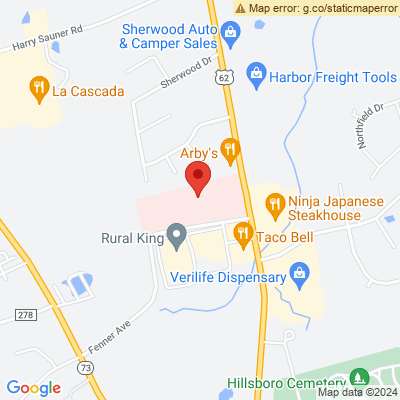 Map error: g.co/staticmaperror
Harry Sauner Rd
Sherwood Auto
& Camper Sales
Sherwood Dr
62
Harbor Freight Tools
La Cascada
Northfield Dr
Arby's
Ninja Japanese
Steakhouse
Rural King
Taco Bell
Verilife Dispensary
278
Fenner Ave
73
Hillsboro Cemetery
Google
Map data ©2024